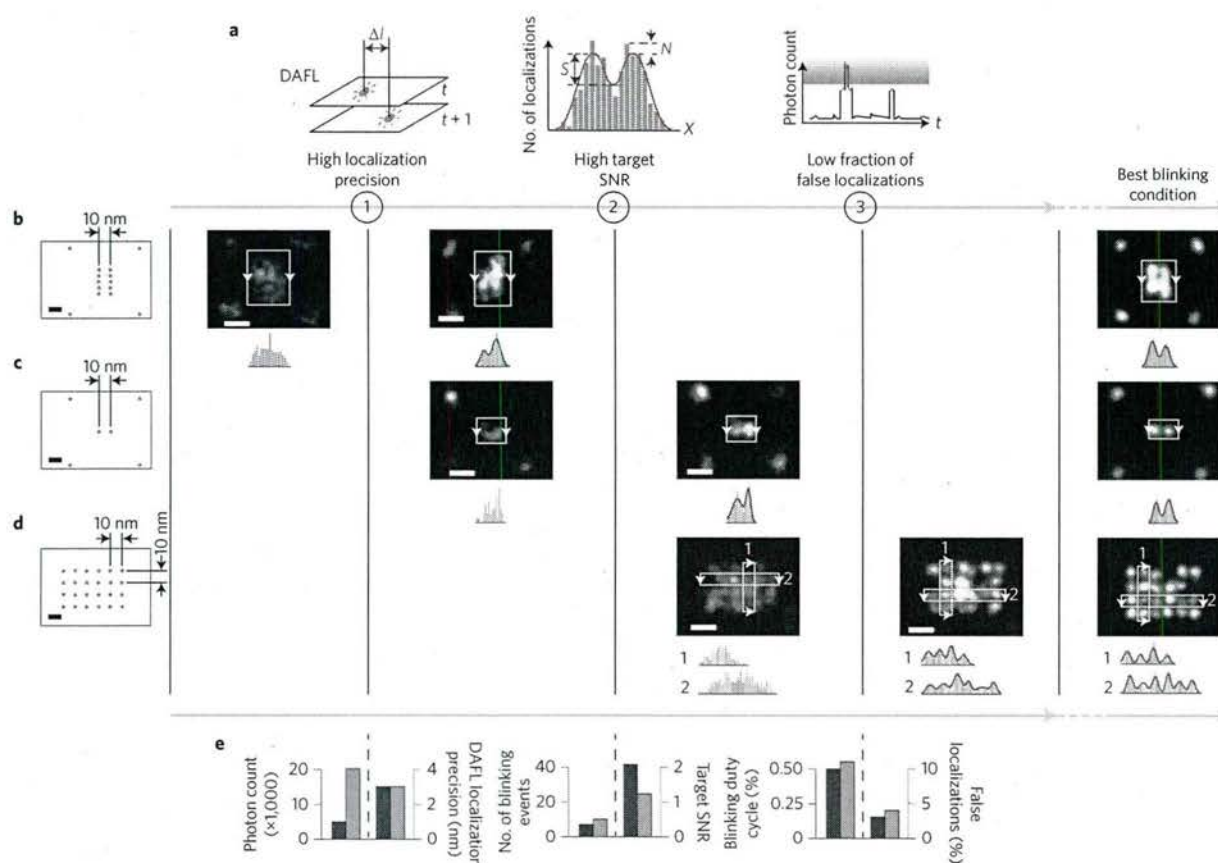 a
DAFL
Δl
t
t + 1
No. of localizations
S
N
X
Photon count
t
High localization
precision
High target
SNR
Low fraction of
false localizations
Best blinking
condition
1
2
3
b
10 nm
c
10 nm
d
10 nm
10 nm
1
2
1
2
1
2
1
2
1
2
1
2
e
Photon count
(×1,000)
20
10
0
4
2
0
DAFL localization
precision (nm)
No. of blinking
events
40
20
0
2
1
0
Target SNR
Blinking duty
cycle (%)
0.50
0.25
0
10
5
0
False
localizations (%)